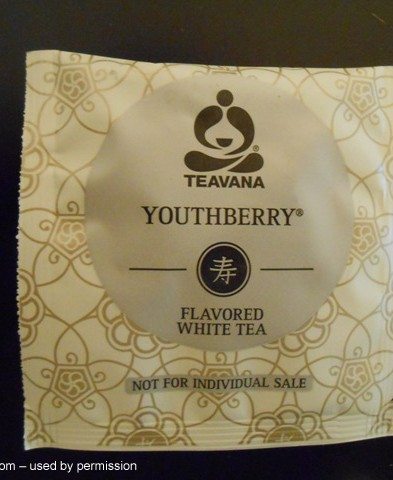 ®
TEAVANA
YOUTHBERRY®
寿
FLAVORED
WHITE TEA
NOT FOR INDIVIDUAL SALE
om – used by permission